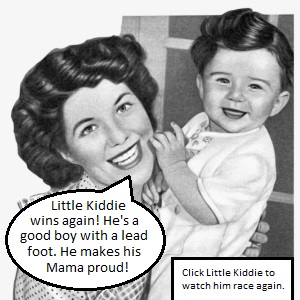 Little Kiddie
wins again! He's a
good boy with a lead
foot. He makes his
Mama proud!
Click Little Kiddie to
watch him race again.